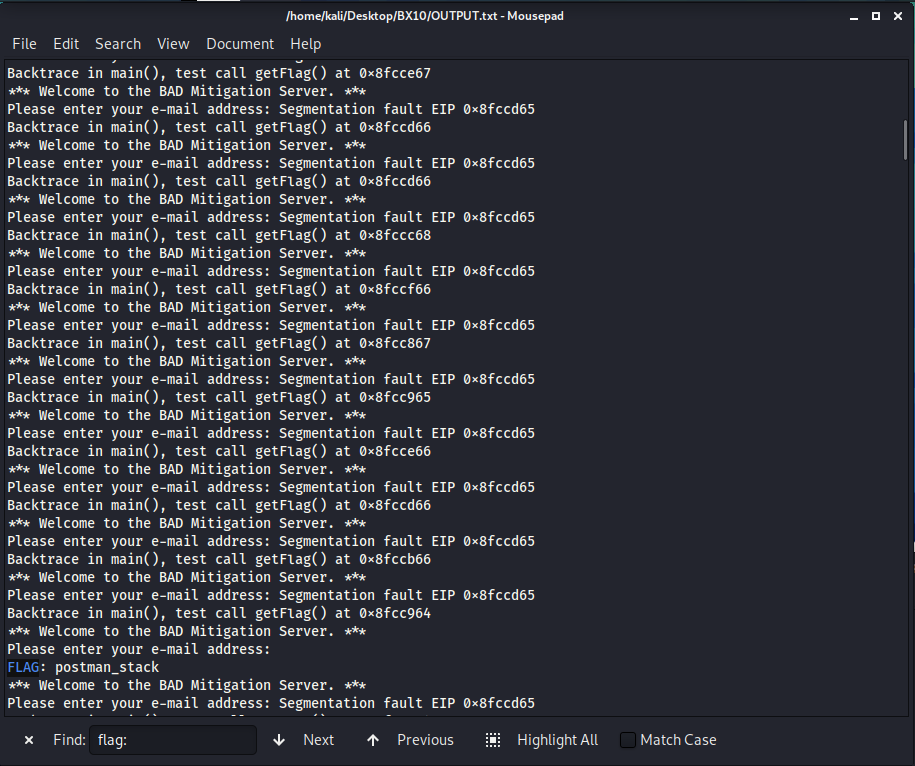 /home/kali/Desktop/BX10/OUTPUT.txt - Mousepad
File Edit Search View Document Help
Backtrace in main(), test call getFlag() at 0×8fcce67
*** Welcome to the BAD Mitigation Server. ***
Please enter your e-mail address: Segmentation fault EIP 0×8fccd65
Backtrace in main(), test call getFlag() at 0×8fccd66
*** Welcome to the BAD Mitigation Server. ***
Please enter your e-mail address: Segmentation fault EIP 0×8fccd65
Backtrace in main(), test call getFlag() at 0×8fccd66
*** Welcome to the BAD Mitigation Server. ***
Please enter your e-mail address: Segmentation fault EIP 0×8fccd65
Backtrace in main(), test call getFlag() at 0×8fccc68
*** Welcome to the BAD Mitigation Server. ***
Please enter your e-mail address: Segmentation fault EIP 0×8fccd65
Backtrace in main(), test call getFlag() at 0×8fccf66
*** Welcome to the BAD Mitigation Server. ***
Please enter your e-mail address: Segmentation fault EIP 0×8fccd65
Backtrace in main(), test call getFlag() at 0×8fcc867
*** Welcome to the BAD Mitigation Server. ***
Please enter your e-mail address: Segmentation fault EIP 0×8fccd65
Backtrace in main(), test call getFlag() at 0×8fcc965
*** Welcome to the BAD Mitigation Server. ***
Please enter your e-mail address: Segmentation fault EIP 0×8fccd65
Backtrace in main(), test call getFlag() at 0×8fcce66
*** Welcome to the BAD Mitigation Server. ***
Please enter your e-mail address: Segmentation fault EIP 0×8fccd65
Backtrace in main(), test call getFlag() at 0×8fccd66
*** Welcome to the BAD Mitigation Server. ***
Please enter your e-mail address: Segmentation fault EIP 0×8fccd65
Backtrace in main(), test call getFlag() at 0×8fccb66
*** Welcome to the BAD Mitigation Server. ***
Please enter your e-mail address: Segmentation fault EIP 0×8fccd65
Backtrace in main(), test call getFlag() at 0×8fcc964
*** Welcome to the BAD Mitigation Server. ***
Please enter your e-mail address:
FLAG: postman_stack
*** Welcome to the BAD Mitigation Server. ***
Please enter your e-mail address: Segmentation fault EIP 0×8fccd65
Find: flag: Next Previous Highlight All Match Case